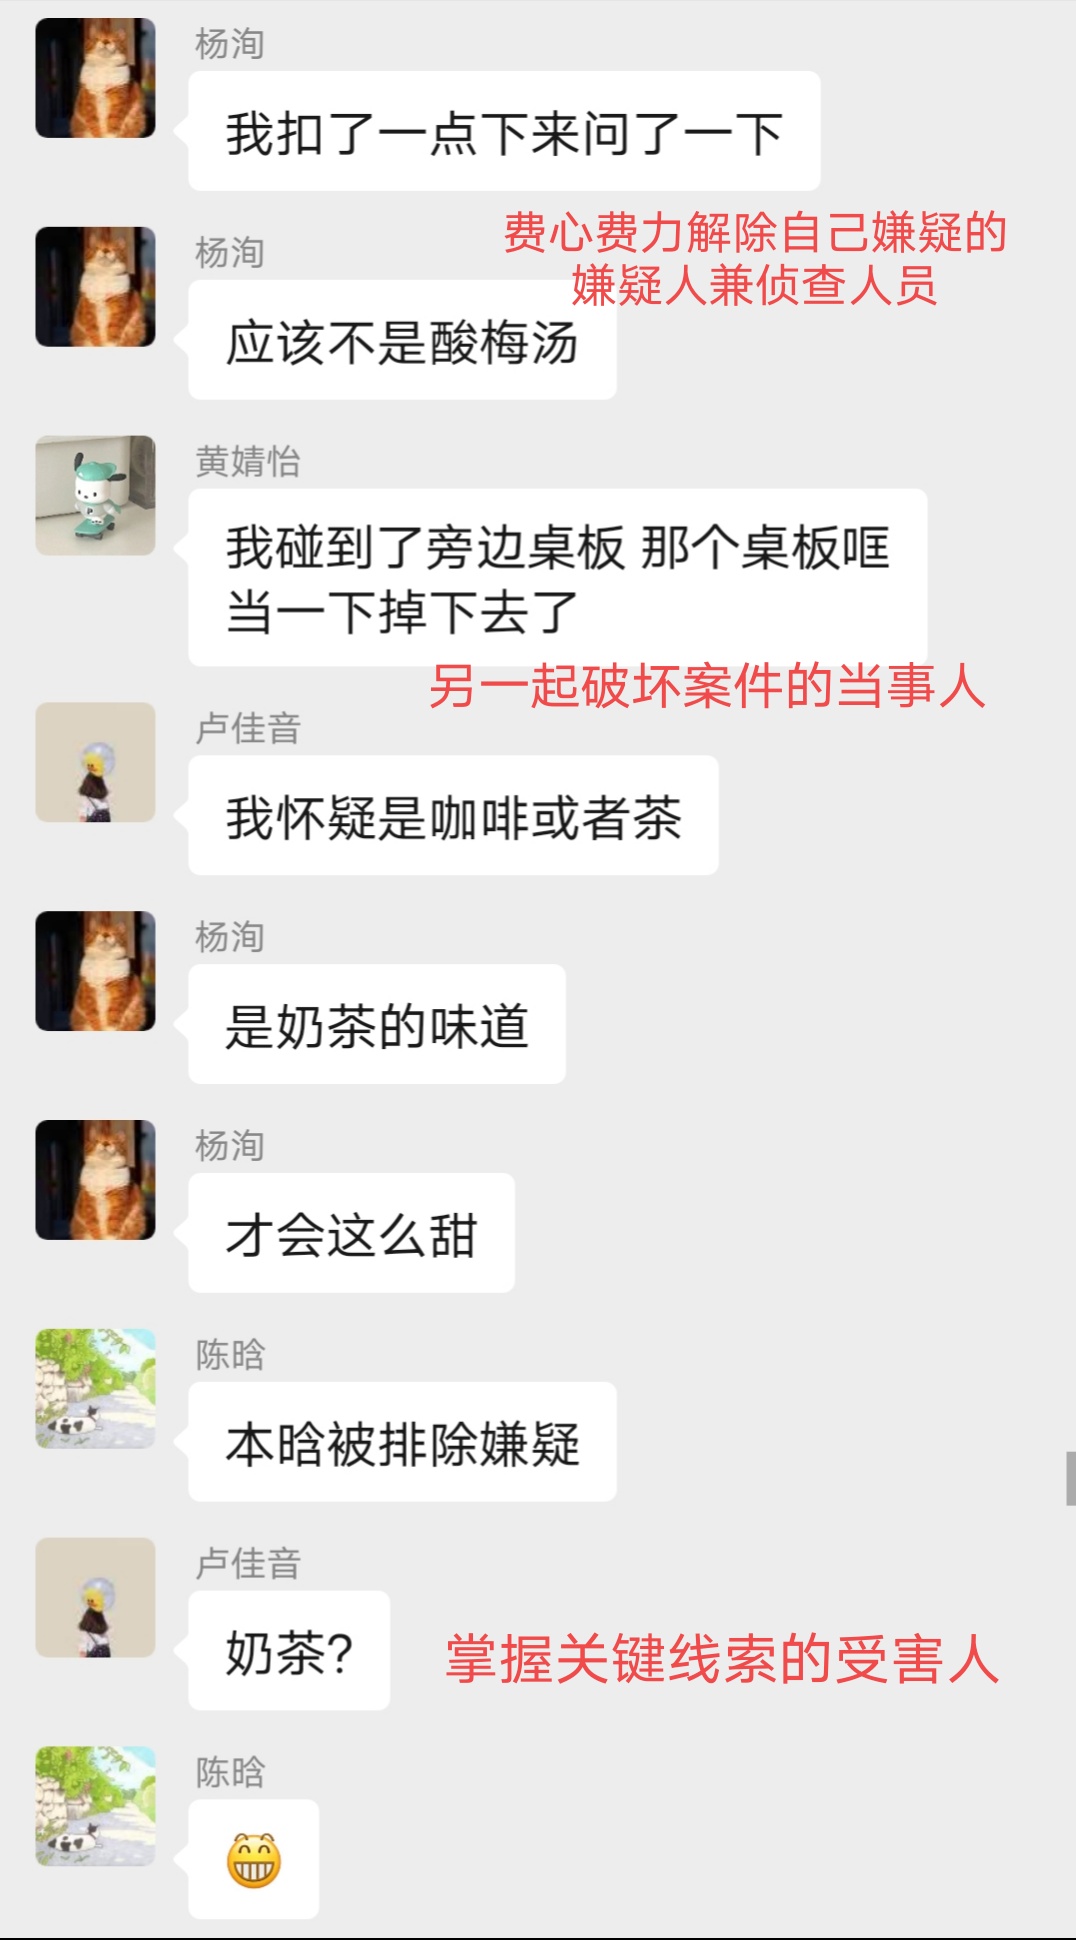 杨洵
我扣了一点下来问了一下
费心费力解除自己嫌疑的
嫌疑人兼侦查人员
杨洵
应该不是酸梅汤
黄婧怡
我碰到了旁边桌板 那个桌板哐
当一下掉下去了
另一起破坏案件的当事人
卢佳音
我怀疑是咖啡或者茶
杨洵
是奶茶的味道
杨洵
才会这么甜
陈晗
本晗被排除嫌疑
卢佳音
奶茶?
掌握关键线索的受害人
陈晗
😁